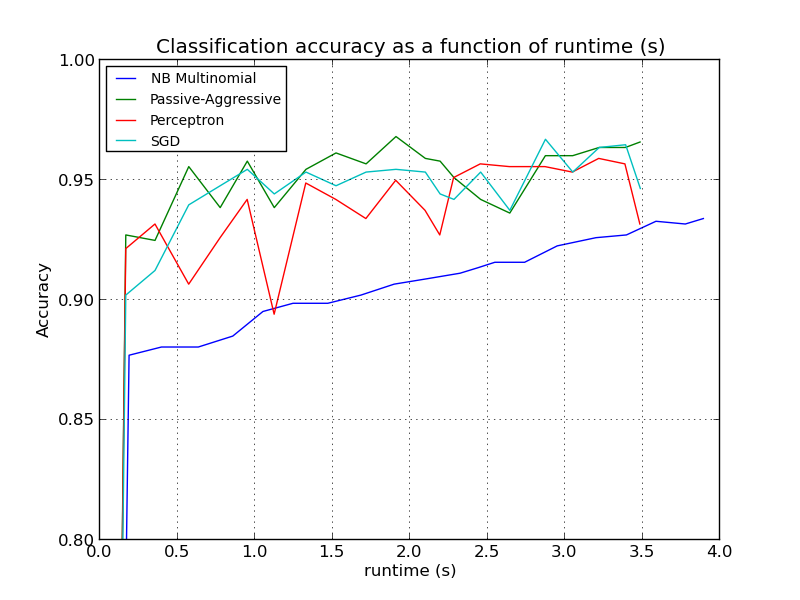 Classification accuracy as a function of runtime (s)
1.00
NB Multinomial
Passive-Aggressive
Perceptron
SGD
0.95
0.90
Accuracy
0.85
0.80
0.0 0.5 1.0 1.5 2.0 2.5 3.0 3.5 4.0
runtime (s)